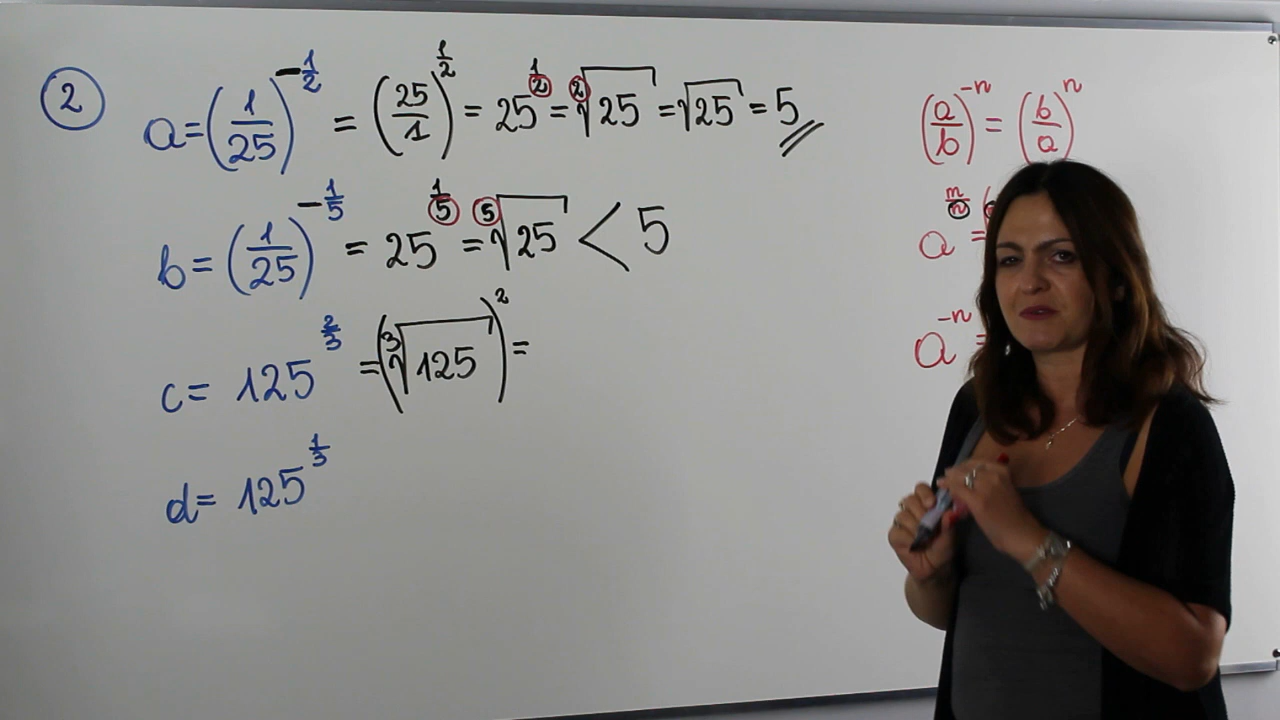 2
a=(1/25)^{-1/2} = (25/1)^{1/2} = 25^{1/2} = ²√25 = √25 = 5
b=(1/25)^{-1/5} = 25^{1/5} = ⁵√25 < 5
c= 125^{2/3} = (³√125)² =
d= 125^{1/3}
(a/b)^{-n} = (b/a)^{n}
a^{m/n} = (
a^{-n} =